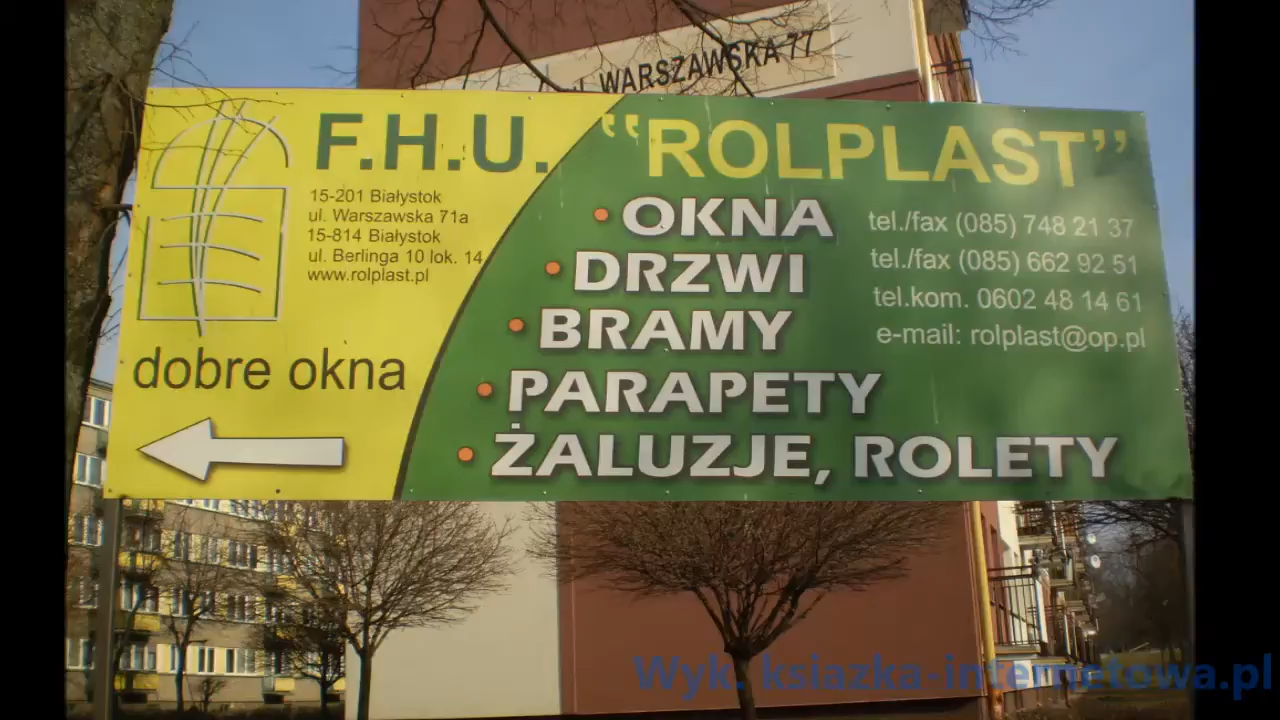 ul. WARSZAWSKA 77
F.H.U. “ROLPLAST”
15-201 Białystok
ul. Warszawska 71a
15-814 Białystok
ul. Berlinga 10 lok. 14
www.rolplast.pl
dobre okna
• OKNA
• DRZWI
• BRAMY
• PARAPETY
• ŻALUZJE, ROLETY
tel./fax (085) 748 21 37
tel./fax (085) 662 92 51
tel.kom. 0602 48 14 61
e-mail: rolplast@op.pl
Wyk. ksiazka-internetowa.pl